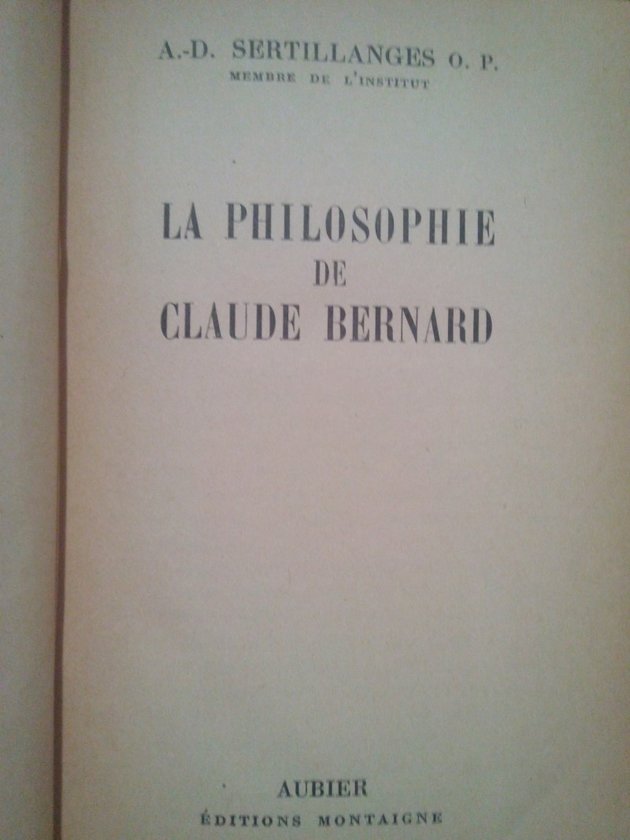 A.-D. SERTILLANGES O. P.
MEMBRE DE L'INSTITUT
LA PHILOSOPHIE
DE
CLAUDE BERNARD
AUBIER
ÉDITIONS MONTAIGNE